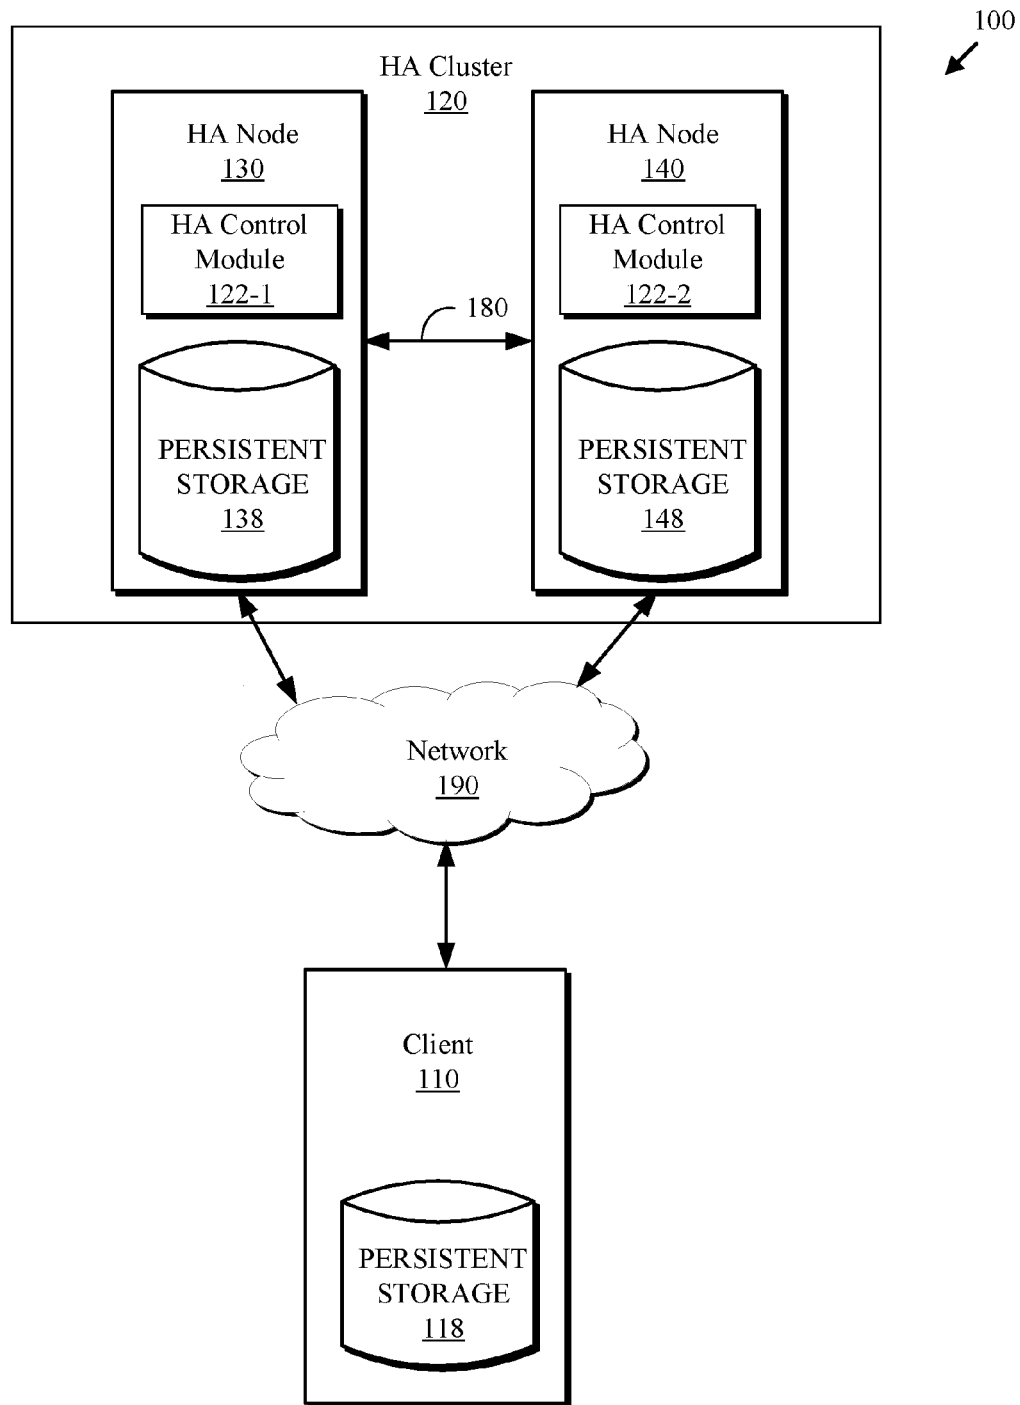 100
HA Cluster
120
HA Node
130
HA Control
Module
122-1
PERSISTENT
STORAGE
138
180
HA Node
140
HA Control
Module
122-2
PERSISTENT
STORAGE
148
Network
190
Client
110
PERSISTENT
STORAGE
118